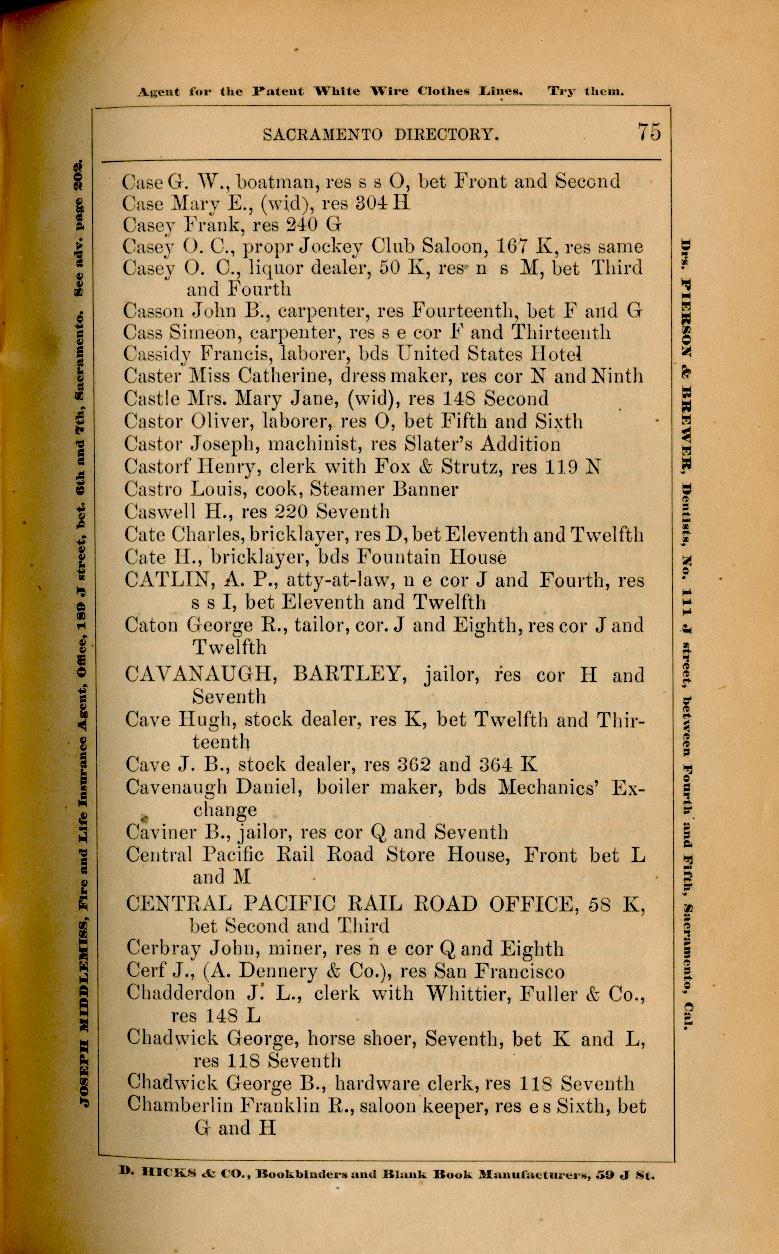 Agent for the Patent White Wire Clothes Lines. Try them.
SACRAMENTO DIRECTORY. 75
Case G. W., boatman, res s s O, bet Front and Second
Case Mary E., (wid), res 304 H
Casey Frank, res 240 G
Casey O. C., propr Jockey Club Saloon, 167 K, res same
Casey O. C., liquor dealer, 50 K, res n s M, bet Third
and Fourth
Casson John B., carpenter, res Fourteenth, bet F and G
Cass Simeon, carpenter, res s e cor F and Thirteenth
Cassidy Francis, laborer, bds United States Hotel
Caster Miss Catherine, dress maker, res cor N and Ninth
Castle Mrs. Mary Jane, (wid), res 148 Second
Castor Oliver, laborer, res O, bet Fifth and Sixth
Castor Joseph, machinist, res Slater's Addition
Castorf Henry, clerk with Fox & Strutz, res 119 N
Castro Louis, cook, Steamer Banner
Caswell H., res 220 Seventh
Cate Charles, bricklayer, res D, bet Eleventh and Twelfth
Cate H., bricklayer, bds Fountain House
CATLIN, A. P., atty-at-law, n e cor J and Fourth, res
s s I, bet Eleventh and Twelfth
Caton George R., tailor, cor. J and Eighth, res cor J and
Twelfth
CAVANAUGH, BARTLEY, jailor, res cor H and
Seventh
Cave Hugh, stock dealer, res K, bet Twelfth and Thir-
teenth
Cave J. B., stock dealer, res 362 and 364 K
Cavenaugh Daniel, boiler maker, bds Mechanics' Ex-
change
Caviner B., jailor, res cor Q and Seventh
Central Pacific Rail Road Store House, Front bet L
and M
CENTRAL PACIFIC RAIL ROAD OFFICE, 58 K,
bet Second and Third
Cerbray John, miner, res n e cor Q and Eighth
Cerf J., (A. Dennery & Co.), res San Francisco
Chadderdon J. L., clerk with Whittier, Fuller & Co.,
res 148 L
Chadwick George, horse shoer, Seventh, bet K and L,
res 118 Seventh
Chadwick George B., hardware clerk, res 118 Seventh
Chamberlin Franklin R., saloon keeper, res e s Sixth, bet
G and H
D. HICKS & CO., Bookbinders and Blank Book Manufacturers, 59 J St.
JOSEPH MIDDLEMISS, Fire and Life Insurance Agent, Office, 189 J street, bet. 6th and 7th, Sacramento. See adv. page 202.
Drs. PIERSON & BREWER, Dentists, No. 111 J street, between Fourth and Fifth, Sacramento, Cal.